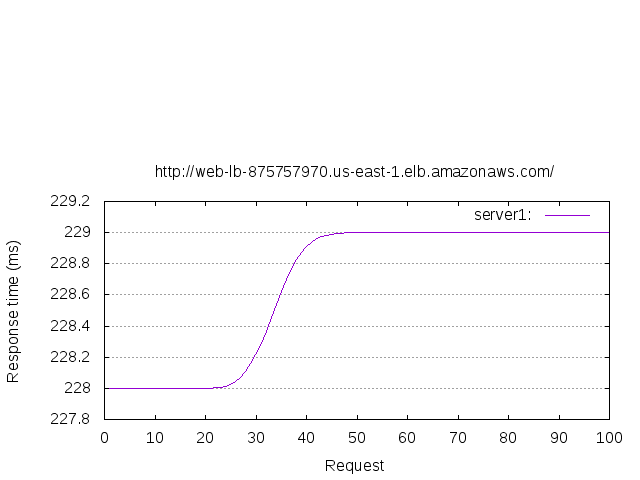 http://web-lb-875757970.us-east-1.elb.amazonaws.com/
server1:
Response time (ms)
229.2
229
228.8
228.6
228.4
228.2
228
227.8
0 10 20 30 40 50 60 70 80 90 100
Request